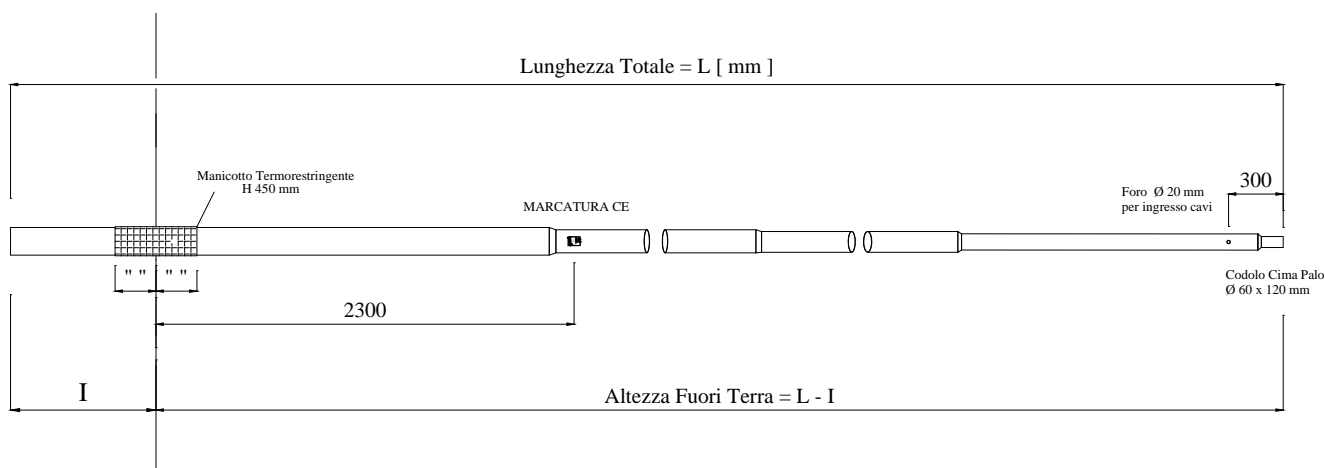 Lunghezza Totale = L [ mm ]
Manicotto Termorestringente
H 450 mm
MARCATURA CE
Foro Ø 20 mm
per ingresso cavi
300
" " " "
Codolo Cima Palo
Ø 60 x 120 mm
2300
I
Altezza Fuori Terra = L - I